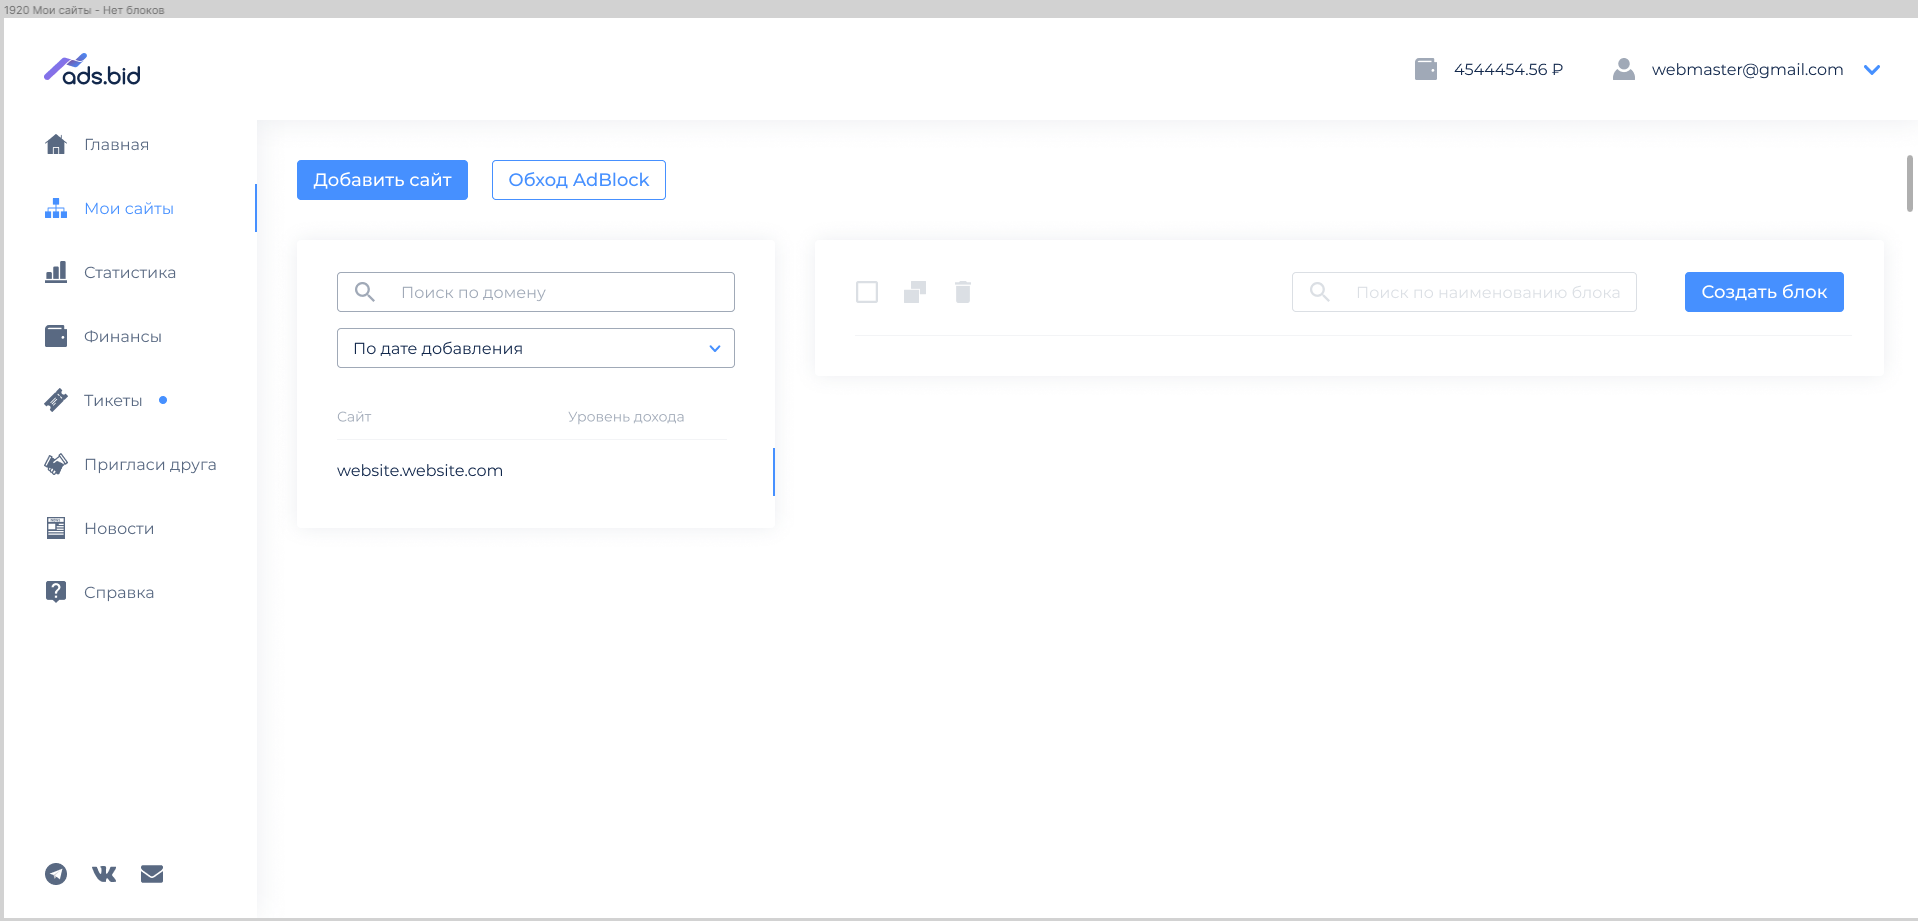 1920 Мои сайты - Нет блоков
ads.bid
4544454.56 ₽
webmaster@gmail.com
Главная
Мои сайты
Статистика
Финансы
Тикеты
Пригласи друга
Новости
Справка
Добавить сайт
Обход AdBlock
Поиск по домену
По дате добавления
Сайт
Уровень дохода
website.website.com
Поиск по наименованию блока
Создать блок